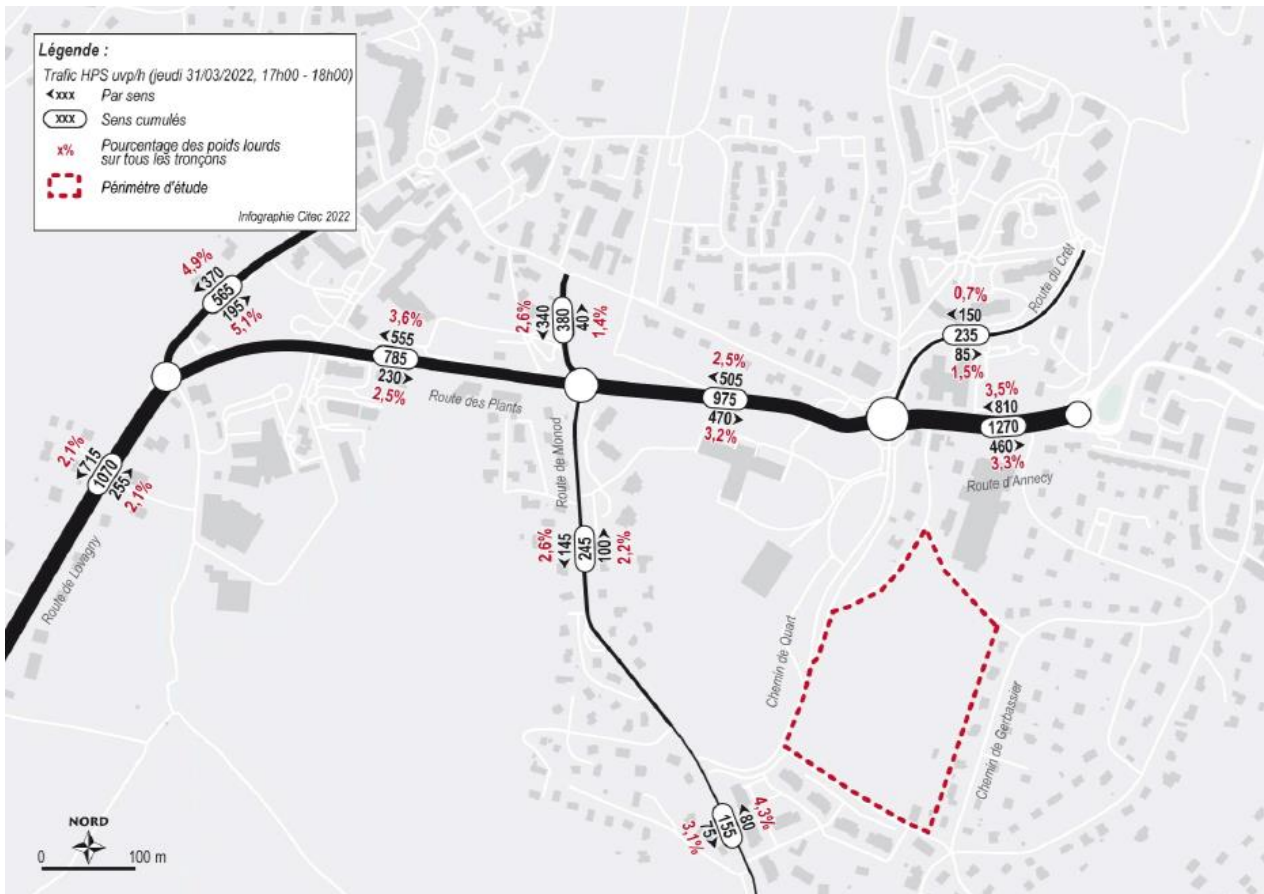 Légende :
Trafic HPS uvp/h (jeudi 31/03/2022, 17h00 - 18h00)
◄xxx Par sens
xxx Sens cumulés
x% Pourcentage des poids lourds
sur tous les tronçons
Périmètre d'étude
Infographie Citec 2022
4,9%
◄370
565
195►
5,1%
2,6%
◄340
380
40►
1,4%
0,7%
◄150
235
85►
1,5%
Route du Crêt
3,6%
◄555
785
230►
2,5%
Route des Plants
2,5%
◄505
975
470►
3,2%
3,5%
◄810
1270
460►
3,3%
Route d'Annecy
2,1%
◄715
1070
255►
2,1%
Route de Lovagny
Route de Monod
2,6%
◄145
245
100►
2,2%
Chemin de Quart
Chemin de Gerbassier
4,3%
◄80
155
75►
3,1%
NORD
0 100 m